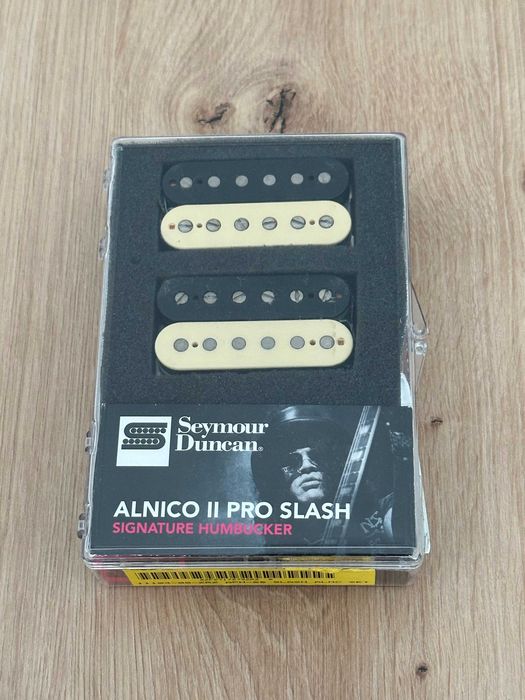 Seymour
Duncan®
ALNICO II PRO SLASH
SIGNATURE HUMBUCKER